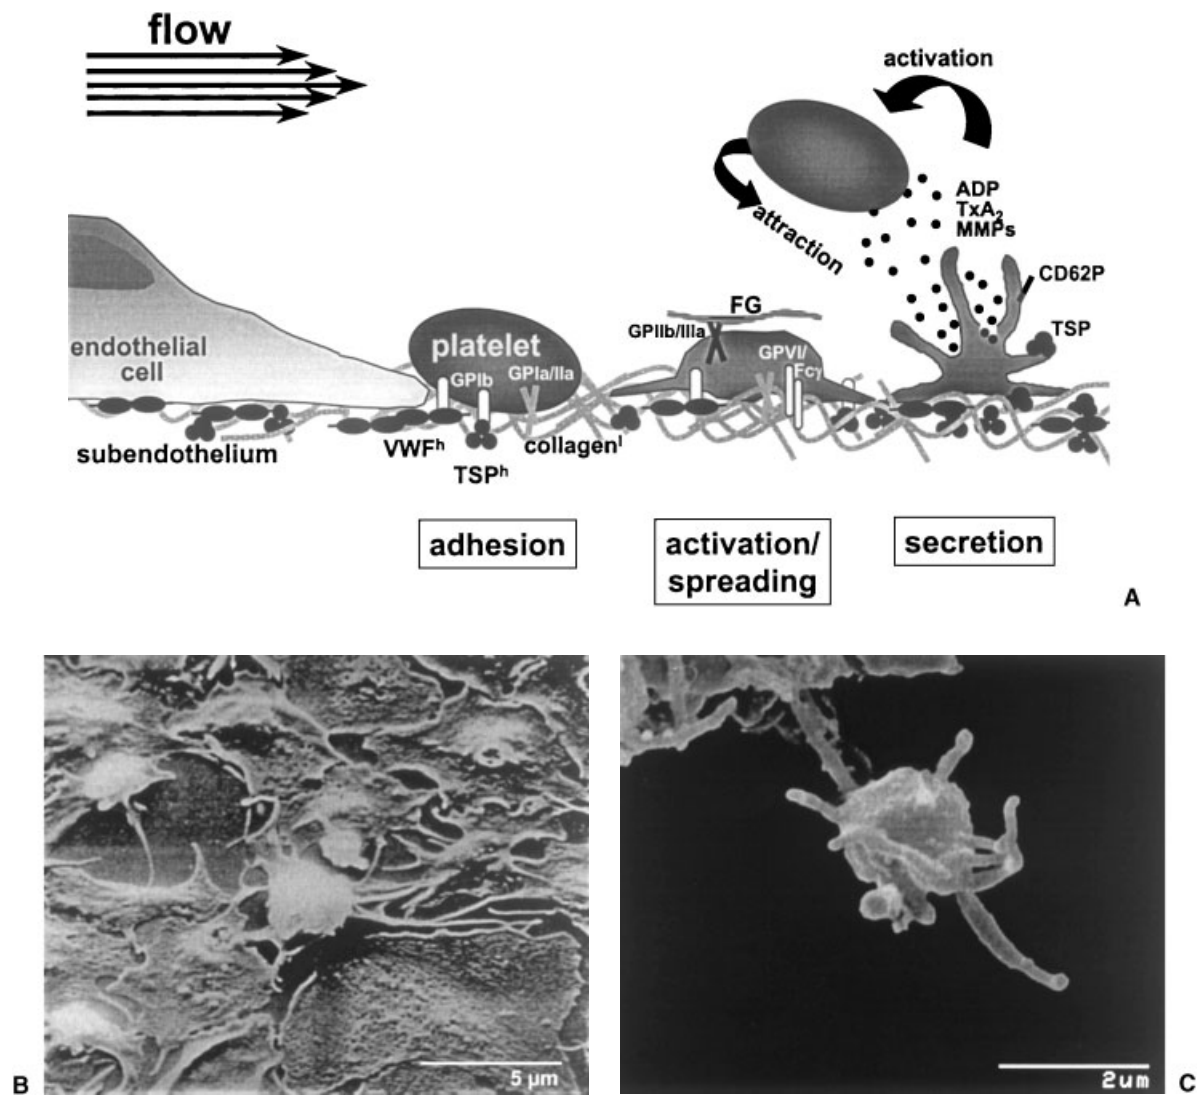 flow
activation
ADP
TxA₂
MMPs
attraction
CD62P
FG
GPIIb/IIIa
TSP
endothelial
cell
platelet
GPIb
GPIa/IIa
GPVI/
Fcγ
subendothelium
VWFʰ
TSPʰ
collagenˡ
adhesion
activation/
spreading
secretion
A
5 µm
B
2um
C